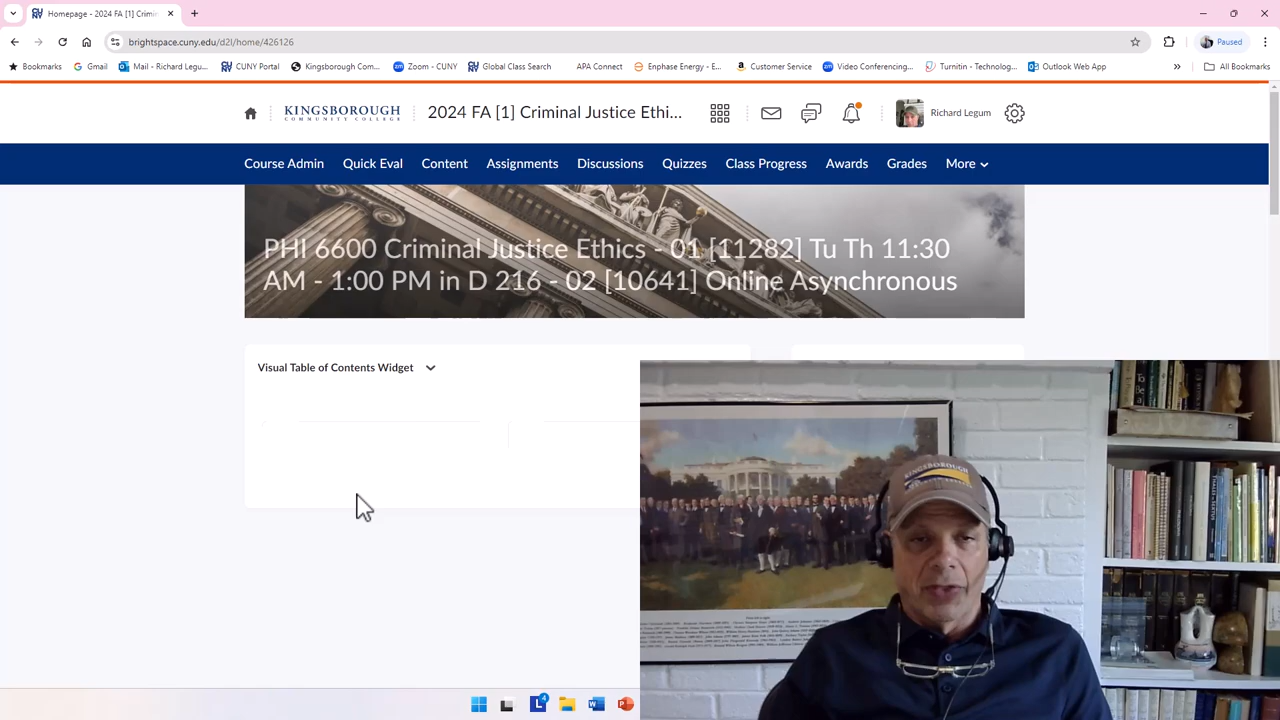 Homepage - 2024 FA [1] Crimin
brightspace.cuny.edu/d2l/home/426126
Paused
Bookmarks
Gmail
Mail - Richard Legu...
CUNY Portal
Kingsborough Com...
Zoom - CUNY
Global Class Search
APA Connect
Enphase Energy - E...
Customer Service
Video Conferencing...
Turnitin - Technolog...
Outlook Web App
All Bookmarks
KINGSBOROUGH
COMMUNITY COLLEGE
2024 FA [1] Criminal Justice Ethi...
Richard Legum
Course Admin
Quick Eval
Content
Assignments
Discussions
Quizzes
Class Progress
Awards
Grades
More
PHI 6600 Criminal Justice Ethics - 01 [11282] Tu Th 11:30
AM - 1:00 PM in D 216 - 02 [10641] Online Asynchronous
Visual Table of Contents Widget
KINGSBOROUGH